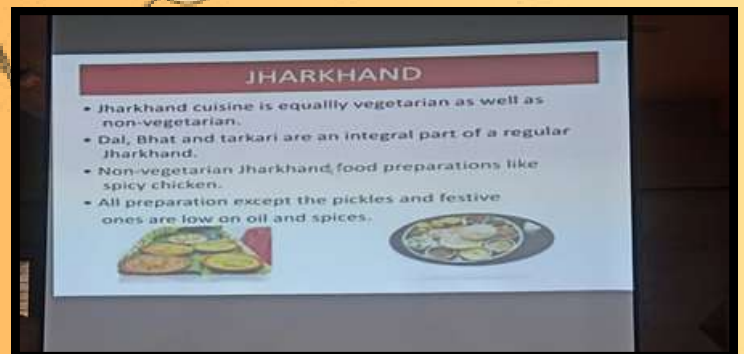 JHARKHAND
• Jharkhand cuisine is equallly vegetarian as well as
non-vegetarian.
• Dal, Bhat and tarkari are an integral part of a regular
Jharkhand.
• Non-vegetarian Jharkhand food preparations like
spicy chicken.
• All preparation except the pickles and festive
ones are low on oil and spices.